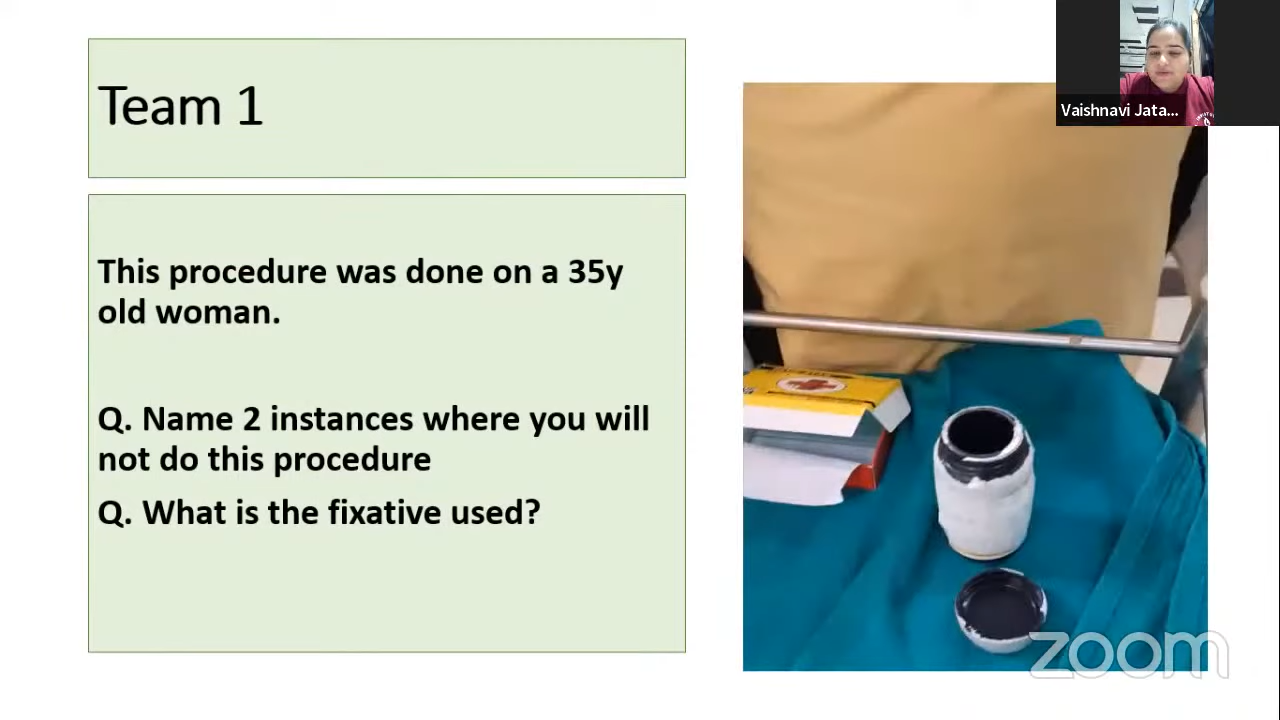 Team 1
This procedure was done on a 35y
old woman.
Q. Name 2 instances where you will
not do this procedure
Q. What is the fixative used?
Vaishnavi Jata...
zoom